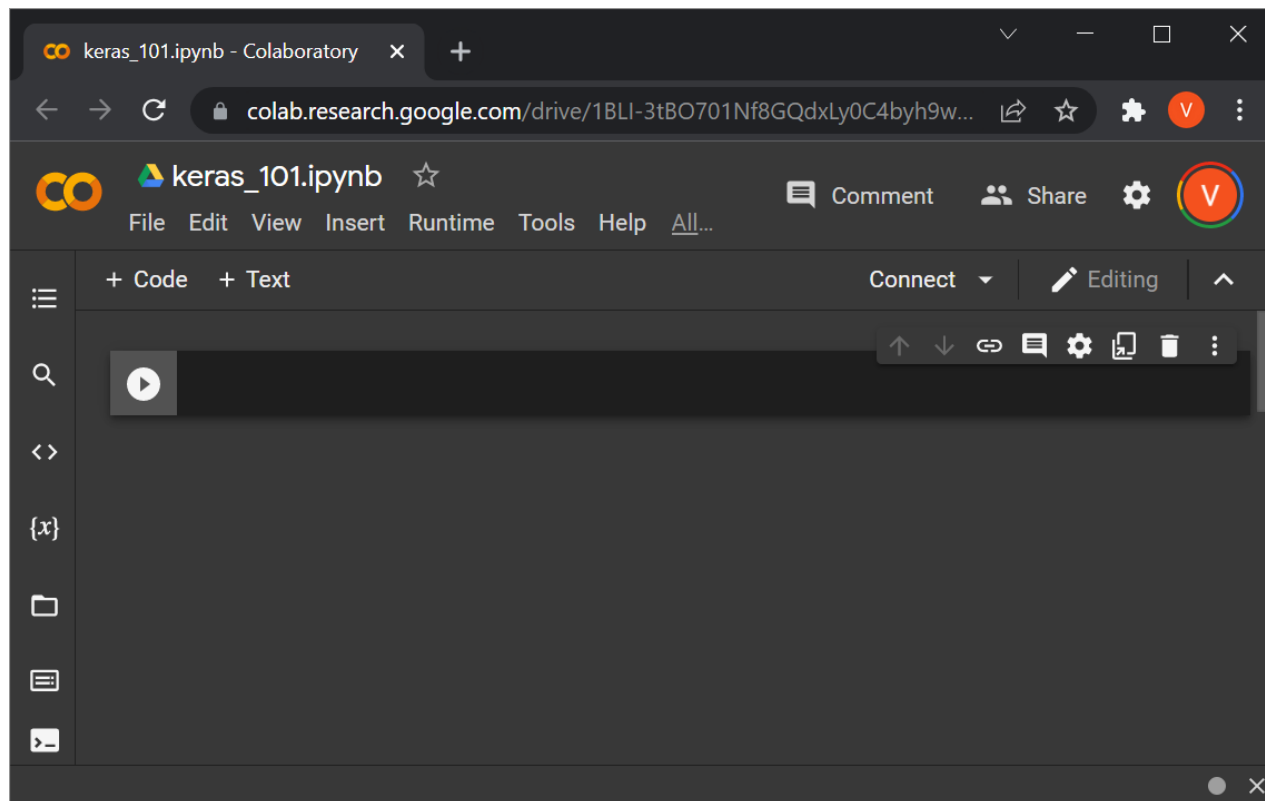 keras_101.ipynb - Colaboratory
colab.research.google.com/drive/1BLI-3tBO701Nf8GQdxLy0C4byh9w...
V
keras_101.ipynb
Comment
Share
V
File Edit View Insert Runtime Tools Help All...
+ Code + Text
Connect
Editing
{x}